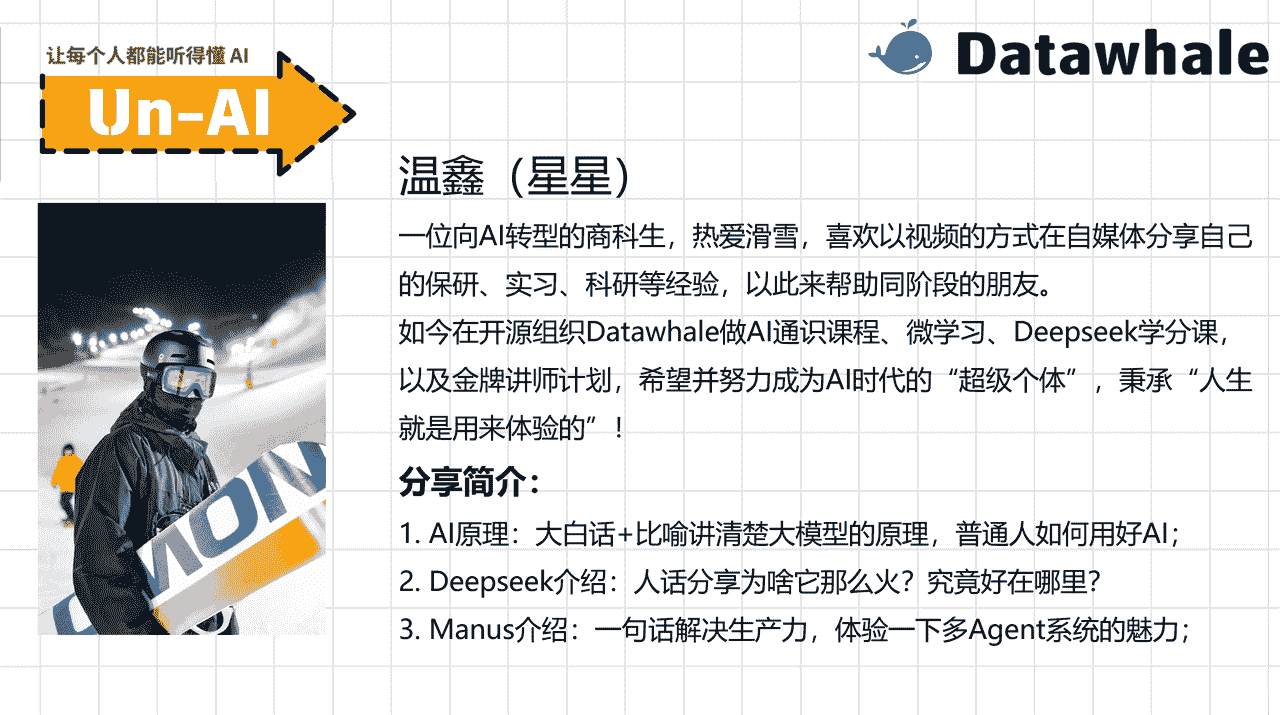 让每个人都能听得懂 AI
Un-AI
Datawhale
温鑫（星星）
一位向AI转型的商科生，热爱滑雪，喜欢以视频的方式在自媒体分享自己
的保研、实习、科研等经验，以此来帮助同阶段的朋友。
如今在开源组织Datawhale做AI通识课程、微学习、Deepseek学分课，
以及金牌讲师计划，希望并努力成为AI时代的“超级个体”，秉承“人生
就是用来体验的”！
分享简介：
1. AI原理：大白话+比喻讲清楚大模型的原理，普通人如何用好AI；
2. Deepseek介绍：人话分享为啥它那么火？究竟好在哪里？
3. Manus介绍：一句话解决生产力，体验一下多Agent系统的魅力；